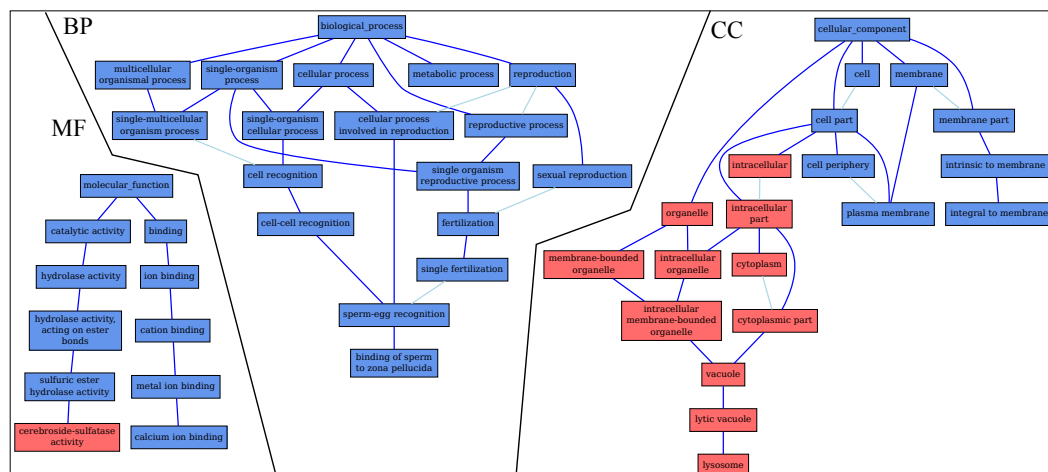 BP
biological_process
multicellular
organismal process
single-organism
process
cellular process
metabolic process
reproduction
single-multicellular
organism process
single-organism
cellular process
cellular process
involved in reproduction
reproductive process
cell recognition
single organism
reproductive process
sexual reproduction
cell-cell recognition
fertilization
single fertilization
sperm-egg recognition
binding of sperm
to zona pellucida
MF
molecular_function
catalytic activity
binding
hydrolase activity
ion binding
hydrolase activity,
acting on ester
bonds
cation binding
sulfuric ester
hydrolase activity
metal ion binding
cerebroside-sulfatase
activity
calcium ion binding
CC
cellular_component
cell
membrane
cell part
membrane part
intracellular
cell periphery
intrinsic to membrane
organelle
intracellular
part
plasma membrane
integral to membrane
membrane-bounded
organelle
intracellular
organelle
cytoplasm
intracellular
membrane-bounded
organelle
cytoplasmic part
vacuole
lytic vacuole
lysosome